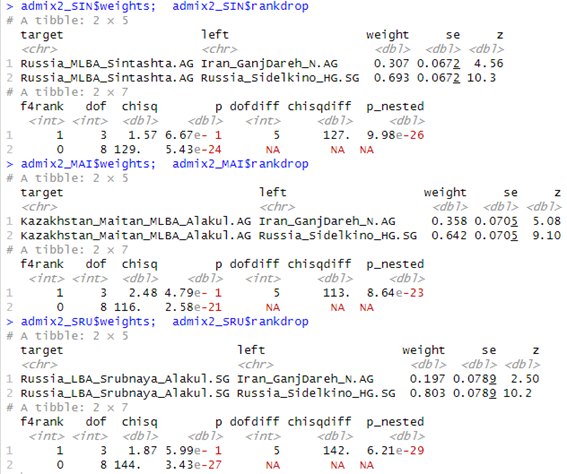 > admix2_SIN$weights;  admix2_SIN$rankdrop
# A tibble: 2 × 5
target left weight se z
<chr> <chr> <dbl> <dbl> <dbl>
1 Russia_MLBA_Sintashta.AG Iran_GanjDareh_N.AG 0.307 0.0672 4.56
2 Russia_MLBA_Sintashta.AG Russia_Sidelkino_HG.SG 0.693 0.0672 10.3
# A tibble: 2 × 7
f4rank dof chisq p dofdiff chisqdiff p_nested
<int> <int> <dbl> <dbl> <int> <dbl> <dbl>
1 1 3 1.57 6.67e- 1 5 127. 9.98e-26
2 0 8 129. 5.43e-24 NA NA NA
> admix2_MAI$weights;  admix2_MAI$rankdrop
# A tibble: 2 × 5
target left weight se z
<chr> <chr> <dbl> <dbl> <dbl>
1 Kazakhstan_Maitan_MLBA_Alakul.AG Iran_GanjDareh_N.AG 0.358 0.0705 5.08
2 Kazakhstan_Maitan_MLBA_Alakul.AG Russia_Sidelkino_HG.SG 0.642 0.0705 9.10
# A tibble: 2 × 7
f4rank dof chisq p dofdiff chisqdiff p_nested
<int> <int> <dbl> <dbl> <int> <dbl> <dbl>
1 1 3 2.48 4.79e- 1 5 113. 8.64e-23
2 0 8 116. 2.58e-21 NA NA NA
> admix2_SRU$weights;  admix2_SRU$rankdrop
# A tibble: 2 × 5
target left weight se z
<chr> <chr> <dbl> <dbl> <dbl>
1 Russia_LBA_Srubnaya_Alakul.SG Iran_GanjDareh_N.AG 0.197 0.0789 2.50
2 Russia_LBA_Srubnaya_Alakul.SG Russia_Sidelkino_HG.SG 0.803 0.0789 10.2
# A tibble: 2 × 7
f4rank dof chisq p dofdiff chisqdiff p_nested
<int> <int> <dbl> <dbl> <int> <dbl> <dbl>
1 1 3 1.87 5.99e- 1 5 142. 6.21e-29
2 0 8 144. 3.43e-27 NA NA NA